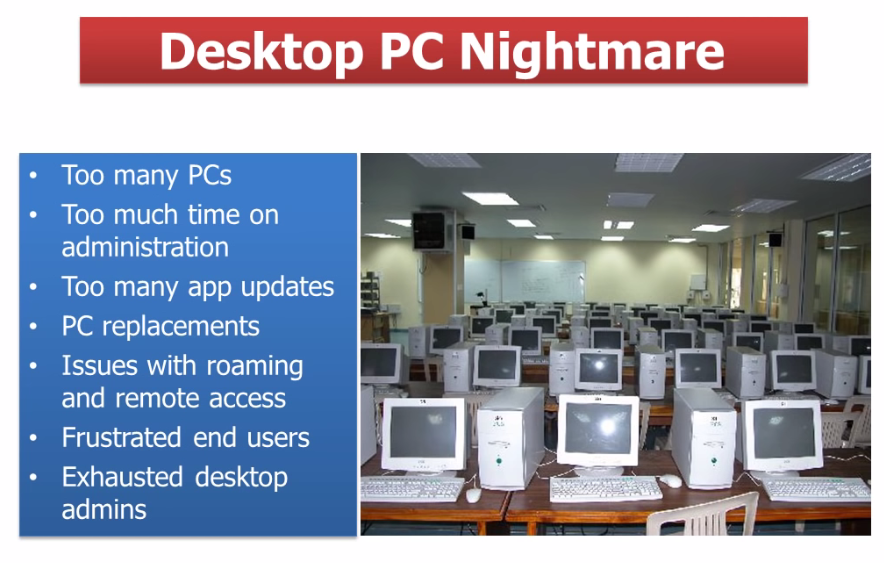 Desktop PC Nightmare
• Too many PCs
• Too much time on
administration
• Too many app updates
• PC replacements
• Issues with roaming
and remote access
• Frustrated end users
• Exhausted desktop
admins